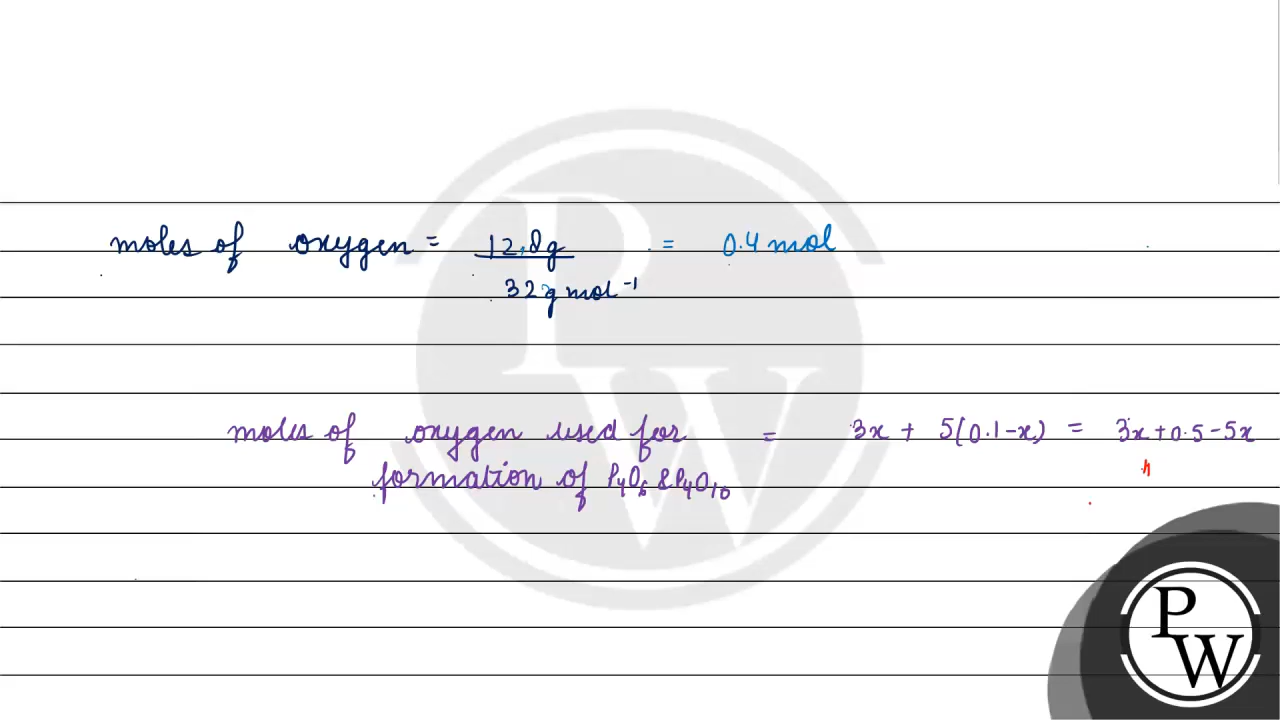 moles of oxygen = 12.8g / 32 g mol⁻¹ = 0.4 mol
moles of oxygen used for = 3x + 5(0.1-x) = 3x+0.5-5x
formation of P₄O₆ & P₄O₁₀
P
W
P
W